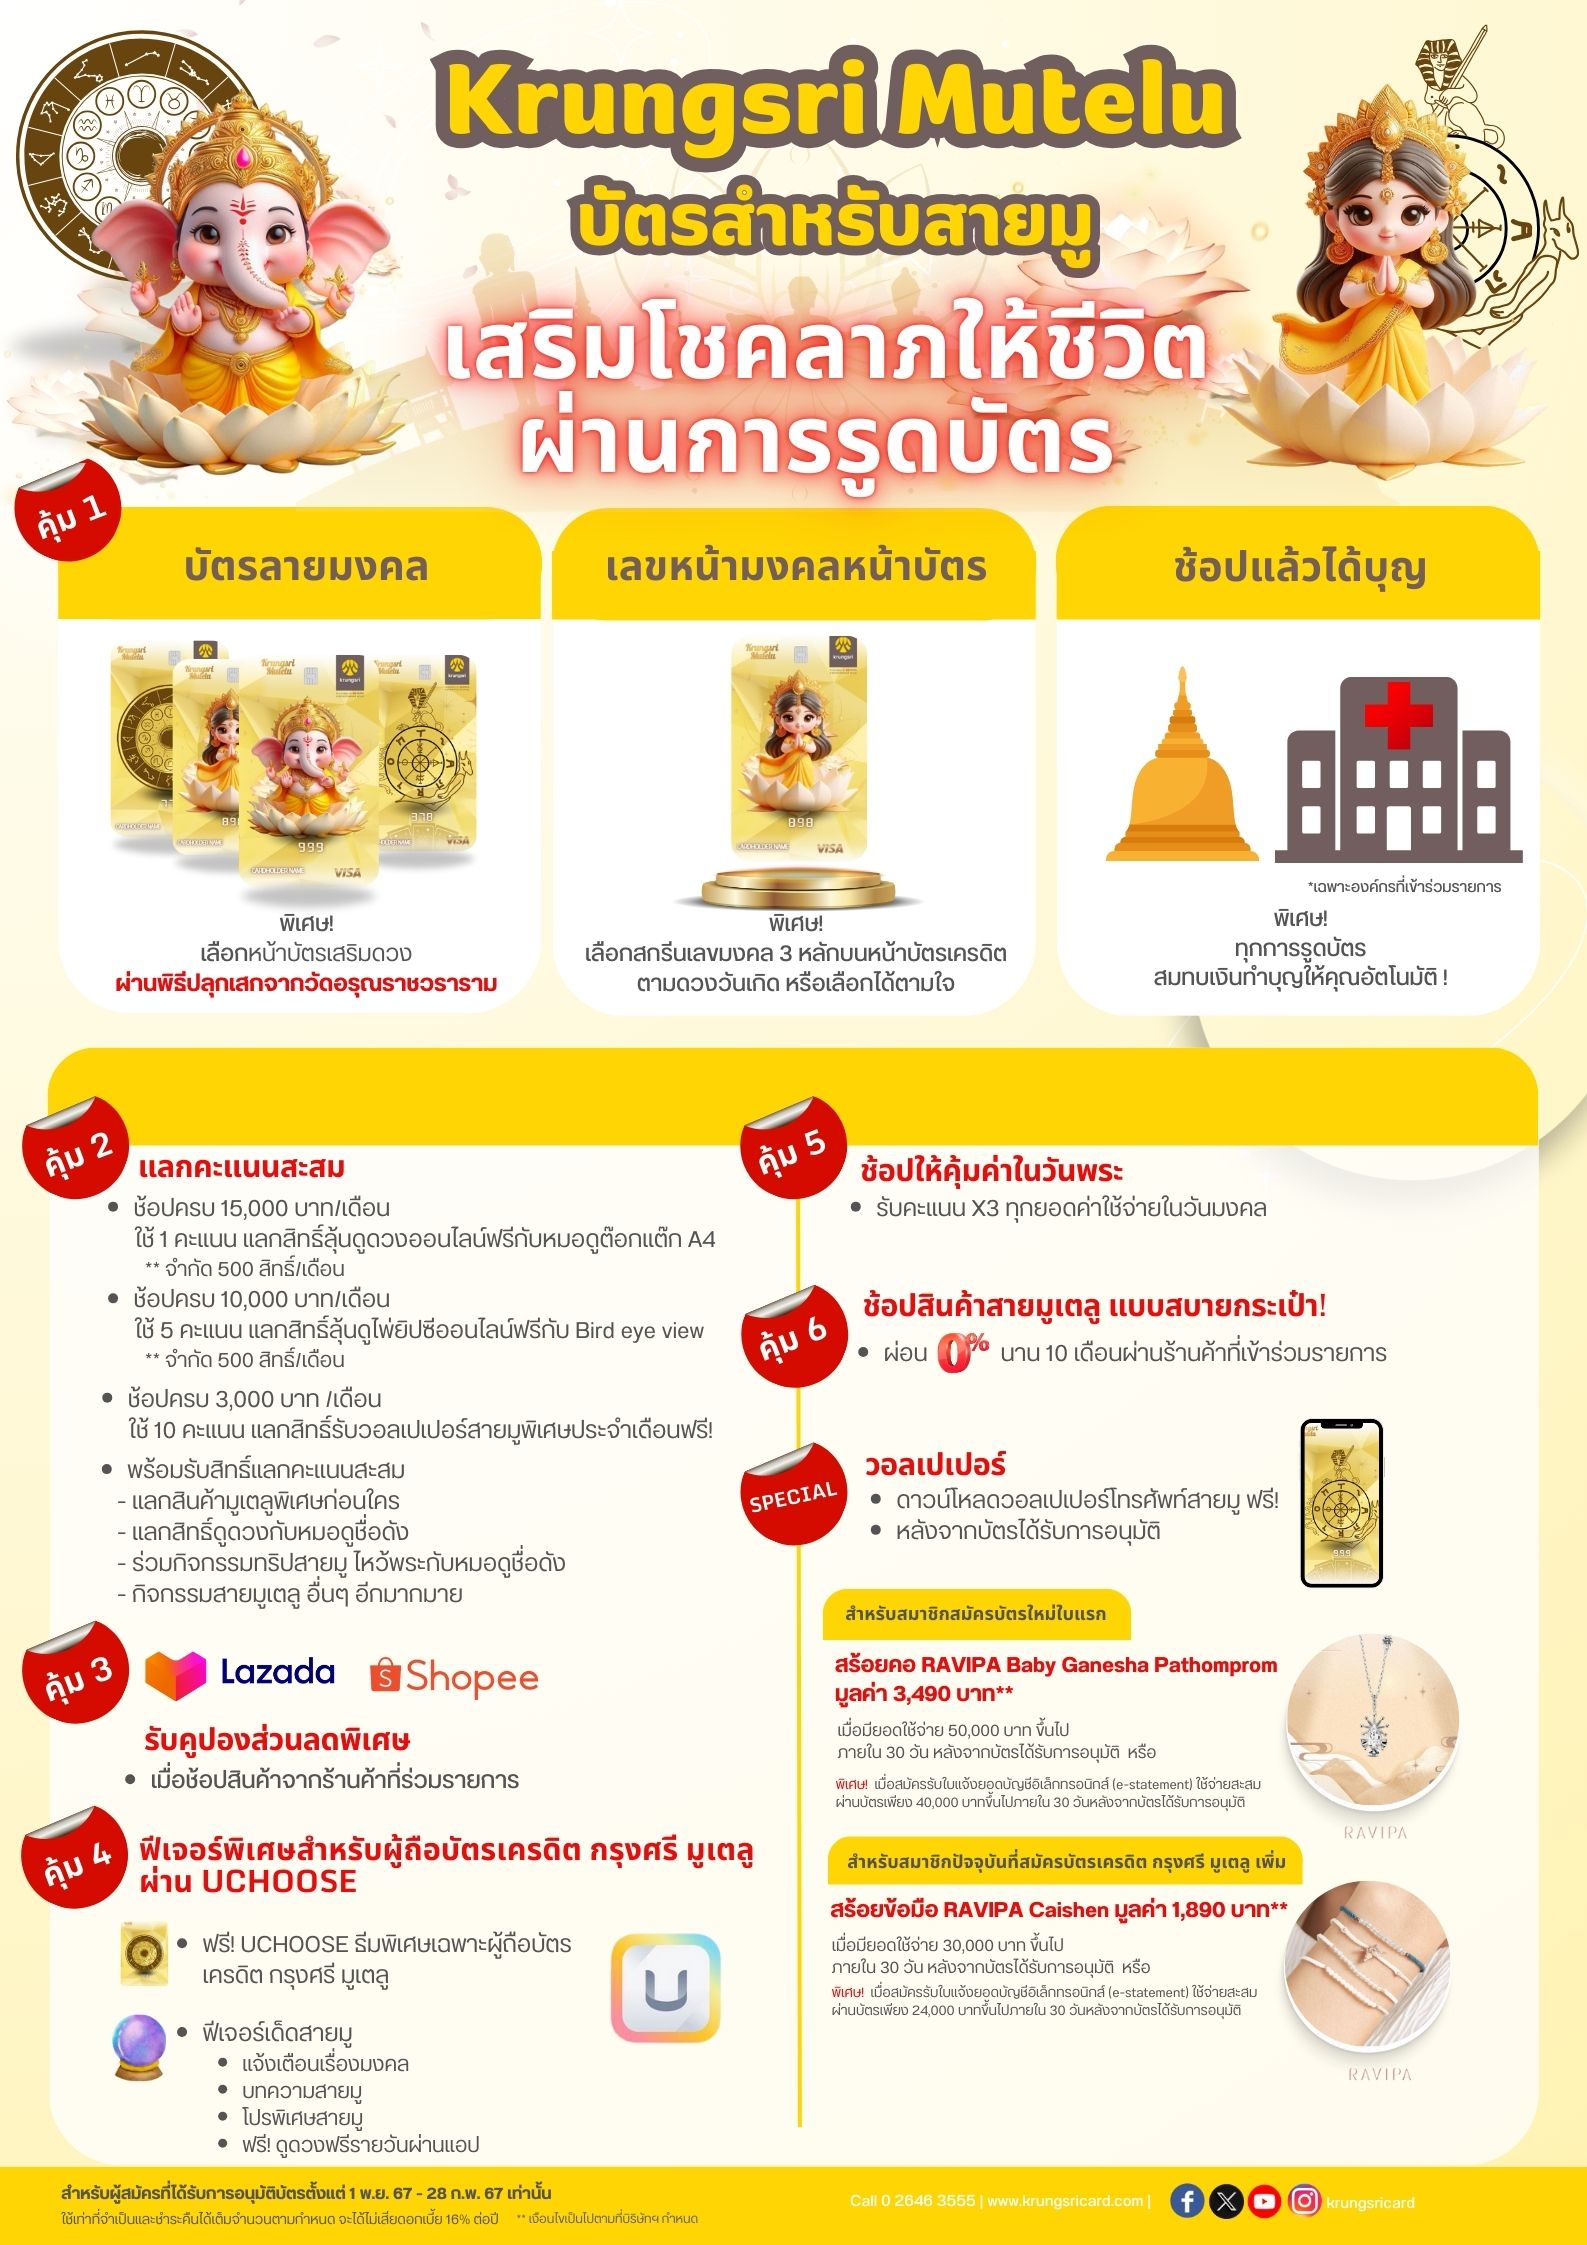 Krungsri Mutelu
บัตรสำหรับสายมู
เสริมโชคลาภให้ชีวิต
ผ่านการรูดบัตร
คุ้ม 1
บัตรลายมงคล
พิเศษ!
เลือกหน้าบัตรเสริมดวง
ผ่านพิธีปลุกเสกจากวัดอรุณราชวราราม
เลขหน้ามงคลหน้าบัตร
Krungsri
Mutelu
krungsri
898
CARDHOLDER NAME
VISA
999
378
พิเศษ!
เลือกสกรีนเลขมงคล 3 หลักบนหน้าบัตรเครดิต
ตามดวงวันเกิด หรือเลือกได้ตามใจ
ช้อปแล้วได้บุญ
*เฉพาะองค์กรที่เข้าร่วมรายการ
พิเศษ!
ทุกการรูดบัตร
สมทบเงินทำบุญให้คุณอัตโนมัติ !
คุ้ม 2
แลกคะแนนสะสม
• ช้อปครบ 15,000 บาท/เดือน
ใช้ 1 คะแนน แลกสิทธิ์ลุ้นดูดวงออนไลน์ฟรีกับหมอดูต๊อกแต๊ก A4
** จำกัด 500 สิทธิ์/เดือน
• ช้อปครบ 10,000 บาท/เดือน
ใช้ 5 คะแนน แลกสิทธิ์ลุ้นดูไพ่ยิปซีออนไลน์ฟรีกับ Bird eye view
** จำกัด 500 สิทธิ์/เดือน
• ช้อปครบ 3,000 บาท /เดือน
ใช้ 10 คะแนน แลกสิทธิ์รับวอลเปเปอร์สายมูพิเศษประจำเดือนฟรี!
• พร้อมรับสิทธิ์แลกคะแนนสะสม
- แลกสินค้ามูเตลูพิเศษก่อนใคร
- แลกสิทธิ์ดูดวงกับหมอดูชื่อดัง
- ร่วมกิจกรรมทริปสายมู ไหว้พระกับหมอดูชื่อดัง
- กิจกรรมสายมูเตลู อื่นๆ อีกมากมาย
คุ้ม 3
Lazada
Shopee
รับคูปองส่วนลดพิเศษ
• เมื่อช้อปสินค้าจากร้านค้าที่ร่วมรายการ
คุ้ม 4
ฟีเจอร์พิเศษสำหรับผู้ถือบัตรเครดิต กรุงศรี มูเตลู
ผ่าน UCHOOSE
• ฟรี! UCHOOSE ธีมพิเศษเฉพาะผู้ถือบัตร
เครดิต กรุงศรี มูเตลู
• ฟีเจอร์เด็ดสายมู
• แจ้งเตือนเรื่องมงคล
• บทความสายมู
• โปรพิเศษสายมู
• ฟรี! ดูดวงฟรีรายวันผ่านแอป
คุ้ม 5
ช้อปให้คุ้มค่าในวันพระ
• รับคะแนน X3 ทุกยอดค่าใช้จ่ายในวันมงคล
คุ้ม 6
ช้อปสินค้าสายมูเตลู แบบสบายกระเป๋า!
• ผ่อน 0% นาน 10 เดือนผ่านร้านค้าที่เข้าร่วมรายการ
SPECIAL
วอลเปเปอร์
• ดาวน์โหลดวอลเปเปอร์โทรศัพท์สายมู ฟรี!
• หลังจากบัตรได้รับการอนุมัติ
999
สำหรับสมาชิกสมัครบัตรใหม่ใบแรก
สร้อยคอ RAVIPA Baby Ganesha Pathomprom
มูลค่า 3,490 บาท**
เมื่อมียอดใช้จ่าย 50,000 บาท ขึ้นไป
ภายใน 30 วัน หลังจากบัตรได้รับการอนุมัติ หรือ
พิเศษ! เมื่อสมัครรับใบแจ้งยอดบัญชีอิเล็กทรอนิกส์ (e-statement) ใช้จ่ายสะสม
ผ่านบัตรเพียง 40,000 บาทขึ้นไปภายใน 30 วันหลังจากบัตรได้รับการอนุมัติ
RAVIPA
สำหรับสมาชิกปัจจุบันที่สมัครบัตรเครดิต กรุงศรี มูเตลู เพิ่ม
สร้อยข้อมือ RAVIPA Caishen มูลค่า 1,890 บาท**
เมื่อมียอดใช้จ่าย 30,000 บาท ขึ้นไป
ภายใน 30 วัน หลังจากบัตรได้รับการอนุมัติ หรือ
พิเศษ! เมื่อสมัครรับใบแจ้งยอดบัญชีอิเล็กทรอนิกส์ (e-statement) ใช้จ่ายสะสม
ผ่านบัตรเพียง 24,000 บาทขึ้นไปภายใน 30 วันหลังจากบัตรได้รับการอนุมัติ
RAVIPA
สำหรับผู้สมัครที่ได้รับการอนุมัติบัตรตั้งแต่ 1 พ.ย. 67 - 28 ก.พ. 67 เท่านั้น
ใช้เท่าที่จำเป็นและชำระคืนได้เต็มจำนวนตามกำหนด จะได้ไม่เสียดอกเบี้ย 16% ต่อปี ** เงื่อนไขเป็นไปตามที่บริษัทฯ กำหนด
Call 0 2646 3555 | www.krungsricard.com | krungsricard